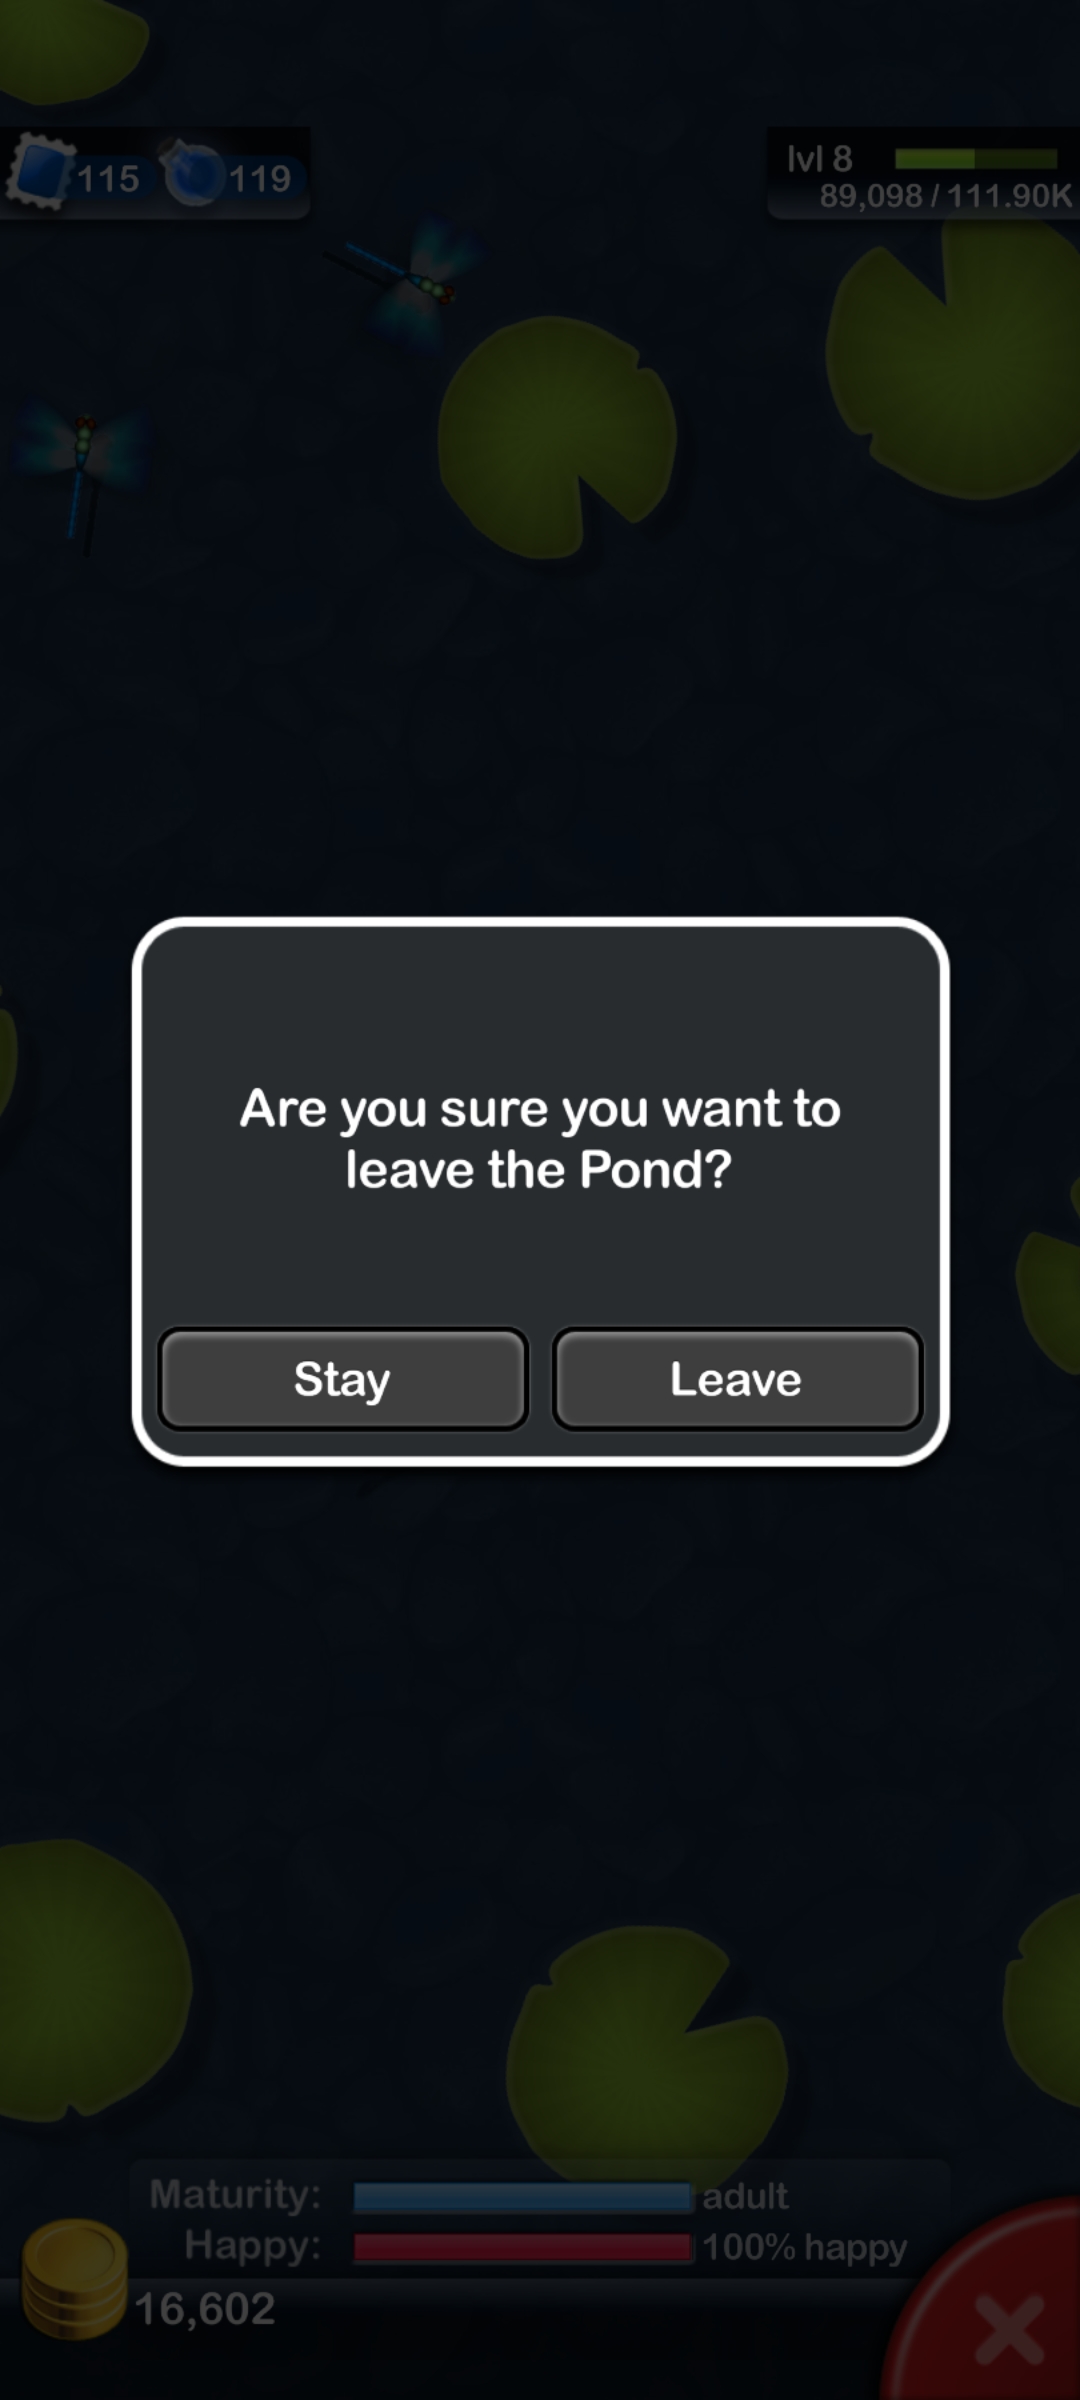 115 119
lvl 8
89,098 / 111.90K
Are you sure you want to
leave the Pond?
Stay Leave
Maturity: adult
Happy: 100% happy
16,602